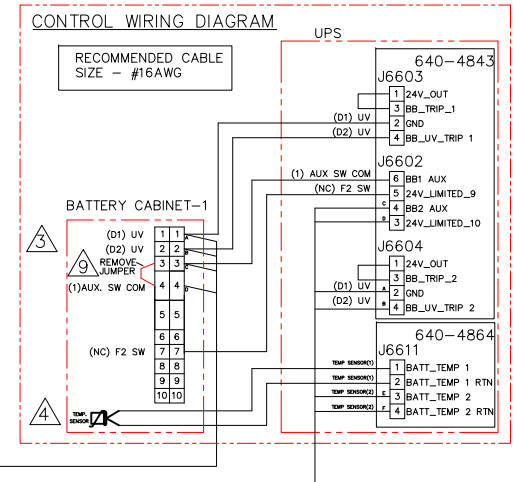 CONTROL WIRING DIAGRAM
UPS
RECOMMENDED CABLE
SIZE - #16AWG
640-4843
J6603
1 24V_OUT
3 BB_TRIP_1
(D1) UV 2 GND
(D2) UV 4 BB_UV_TRIP 1
J6602
(1) AUX SW COM 6 BB1 AUX
(NC) F2 SW 5 24V_LIMITED_9
C 4 BB2 AUX
D 3 24V_LIMITED_10
J6604
1 24V_OUT
3 BB_TRIP_2
(D1) UV A 2 GND
(D2) UV B 4 BB_UV_TRIP 2
640-4864
J6611
TEMP SENSOR(1) 1 BATT_TEMP 1
TEMP SENSOR(1) 2 BATT_TEMP 1 RTN
TEMP SENSOR(2) E 3 BATT_TEMP 2
TEMP SENSOR(2) F 4 BATT_TEMP 2 RTN
BATTERY CABINET-1
3
(D1) UV 1 1 A
(D2) UV 2 2 B
9 REMOVE JUMPER 3 3 C
(1)AUX. SW COM 4 4 D
5 5
6 6
(NC) F2 SW 7 7
8 8
9 9
10 10
4
TEMP.
SENSOR